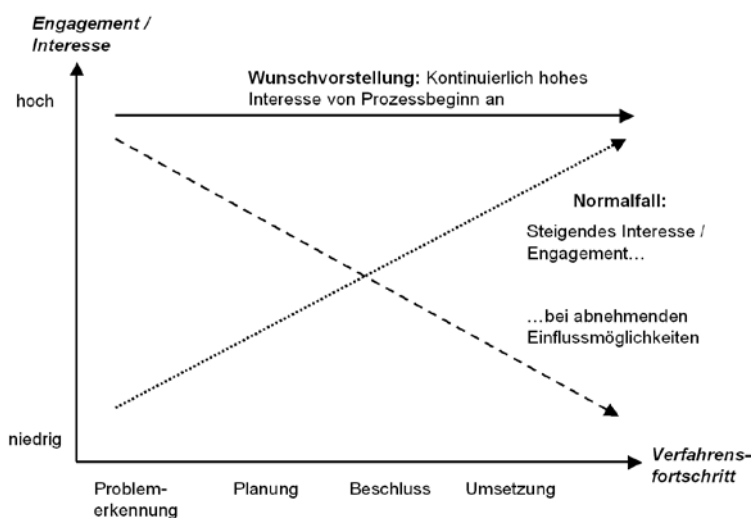 Engagement /
Interesse
hoch
Wunschvorstellung: Kontinuierlich hohes
Interesse von Prozessbeginn an
Normalfall:
Steigendes Interesse /
Engagement...
...bei abnehmenden
Einflussmöglichkeiten
niedrig
Verfahrens-
fortschritt
Problem-
erkennung
Planung
Beschluss
Umsetzung